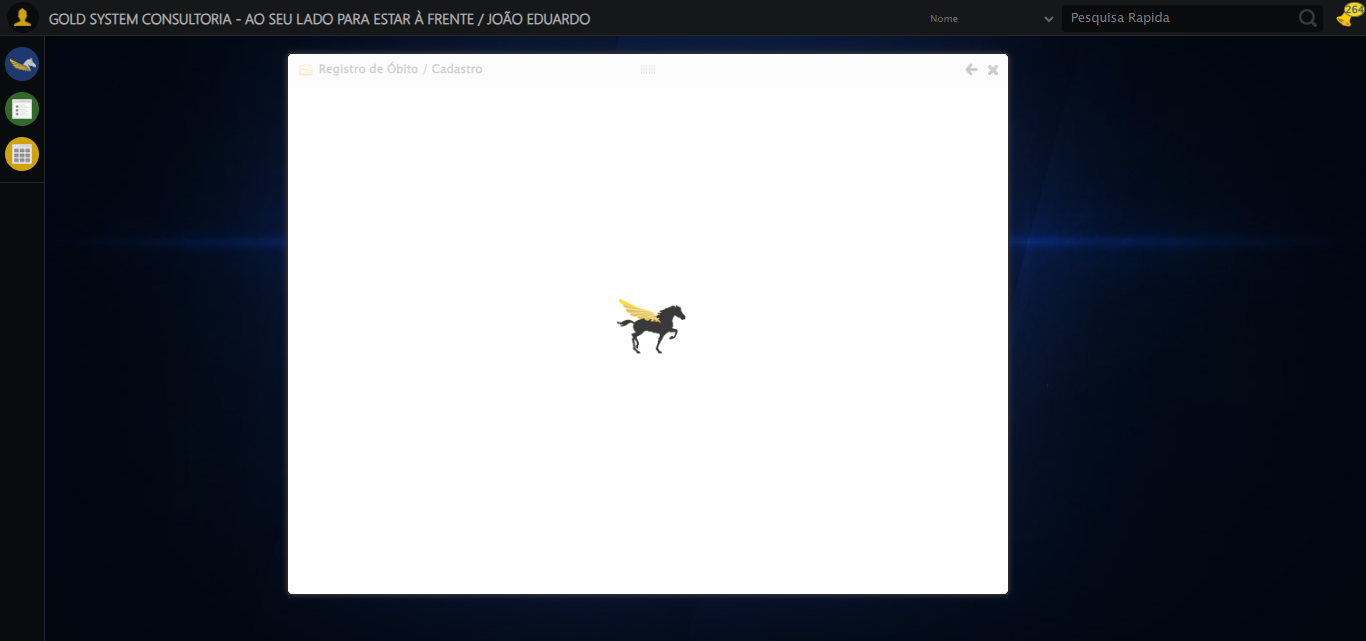 GOLD SYSTEM CONSULTORIA - AO SEU LADO PARA ESTAR À FRENTE / JOÃO EDUARDO
Nome
Pesquisa Rapida
264
Registro de Óbito / Cadastro